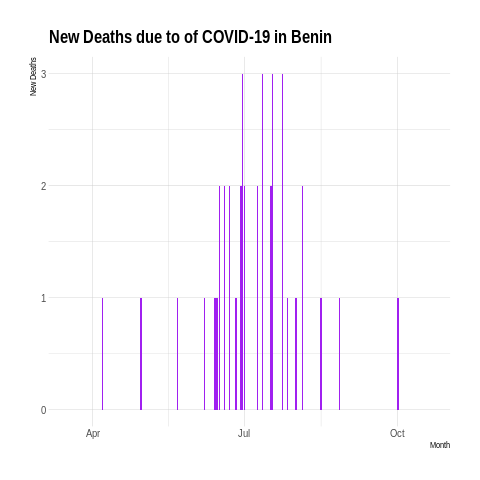 New Deaths due to of COVID-19 in Benin
New Deaths
3
2
1
0
Apr
Jul
Oct
Month